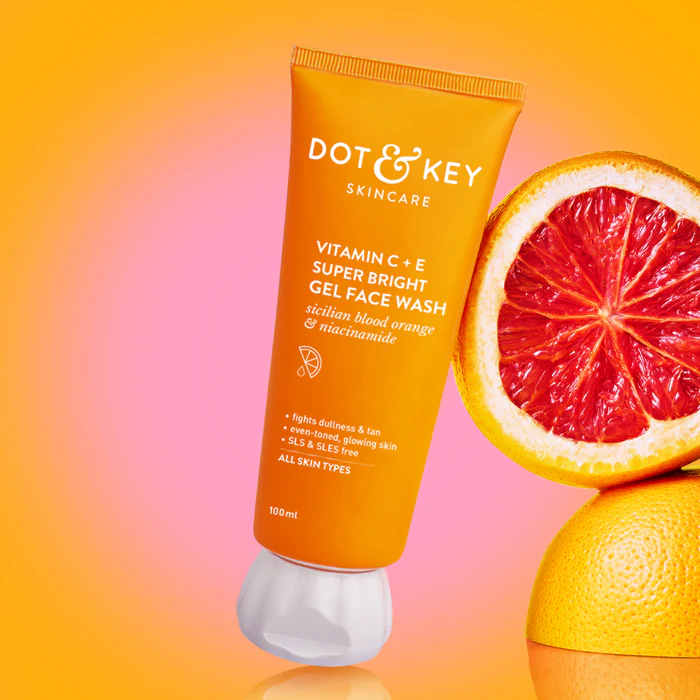 DOT & KEY
SKINCARE
VITAMIN C + E
SUPER BRIGHT
GEL FACE WASH
sicilian blood orange
& niacinamide
• fights dullness & tan
• even-toned, glowing skin
• SLS & SLES free
ALL SKIN TYPES
100ml